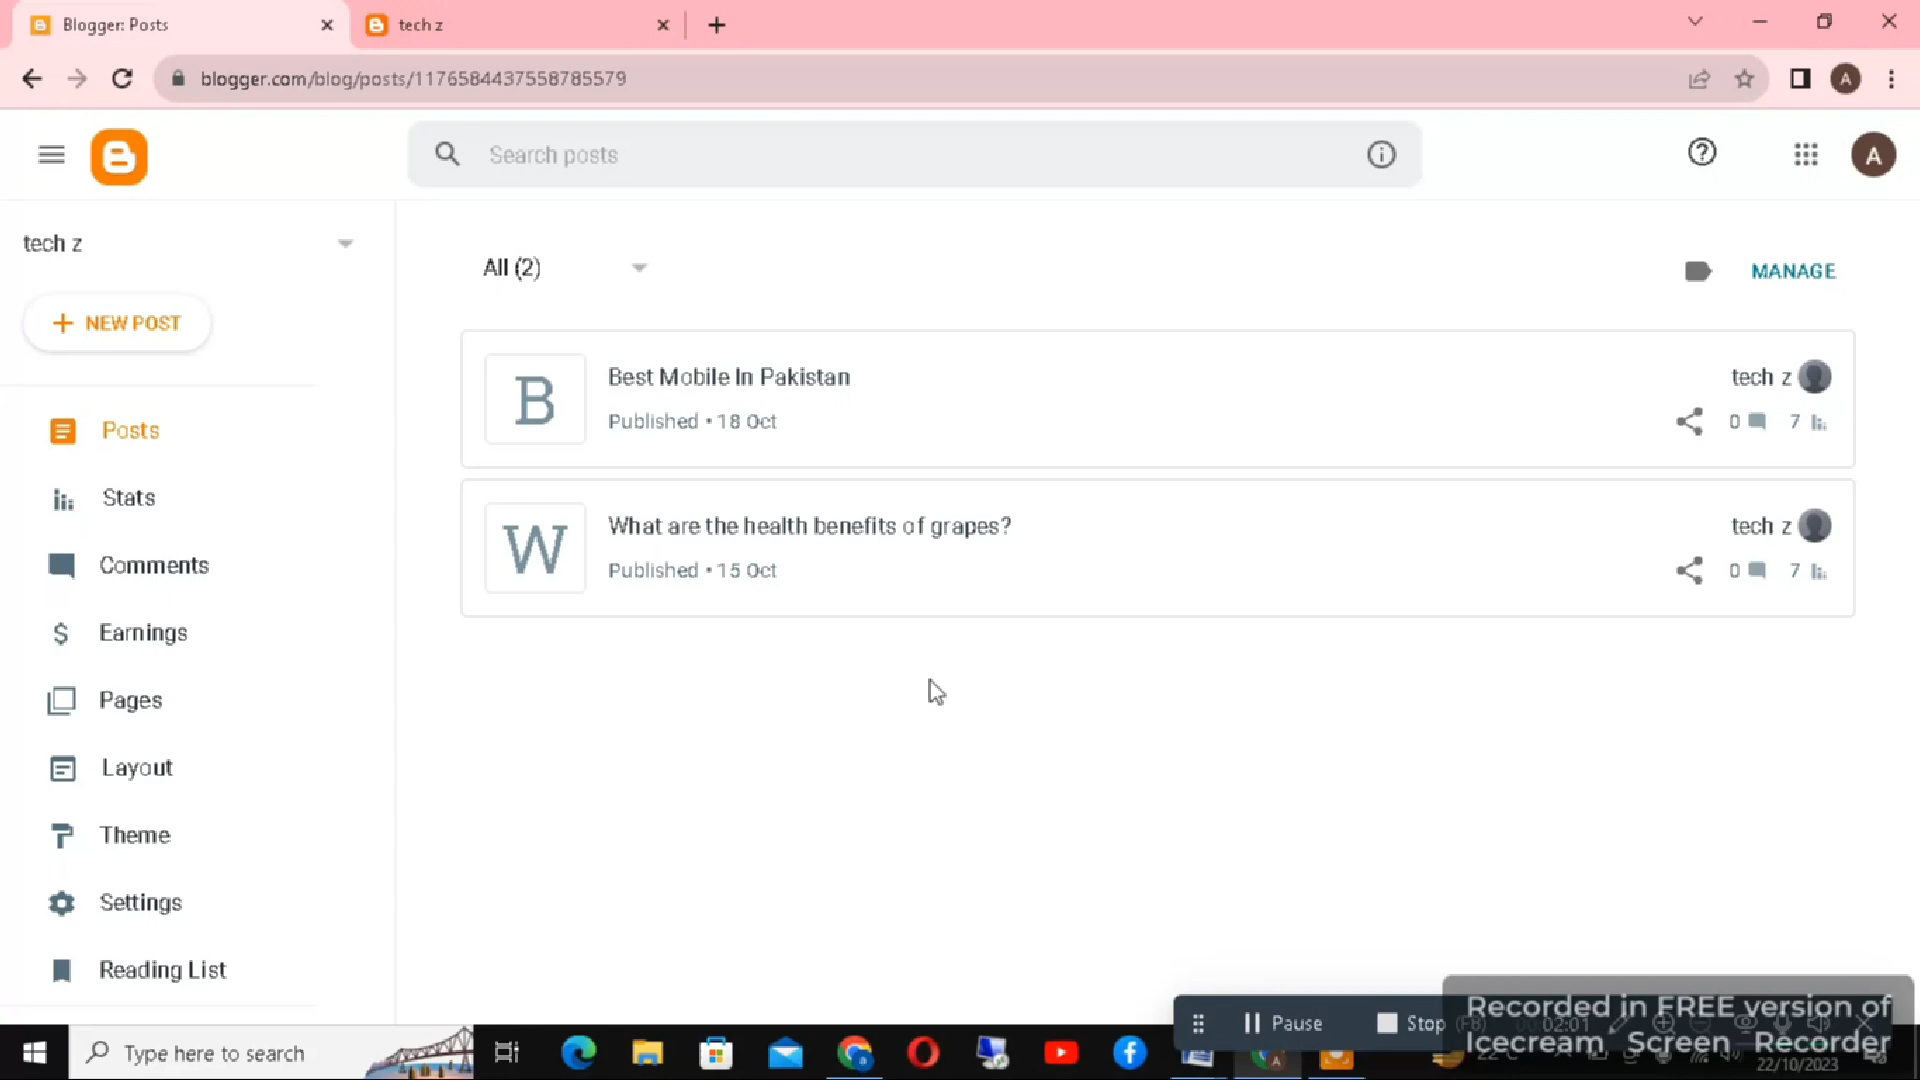 Blogger: Posts
tech z
blogger.com/blog/posts/1176584437558785579
Search posts
A
tech z
NEW POST
Posts
Stats
Comments
Earnings
Pages
Layout
Theme
Settings
Reading List
All (2)
MANAGE
B
Best Mobile In Pakistan
Published • 18 Oct
tech z
0
7
W
What are the health benefits of grapes?
Published • 15 Oct
tech z
0
7
Pause
Stop (F8)
02:01
Recorded in FREE version of
Icecream Screen Recorder
Type here to search
22/10/2023